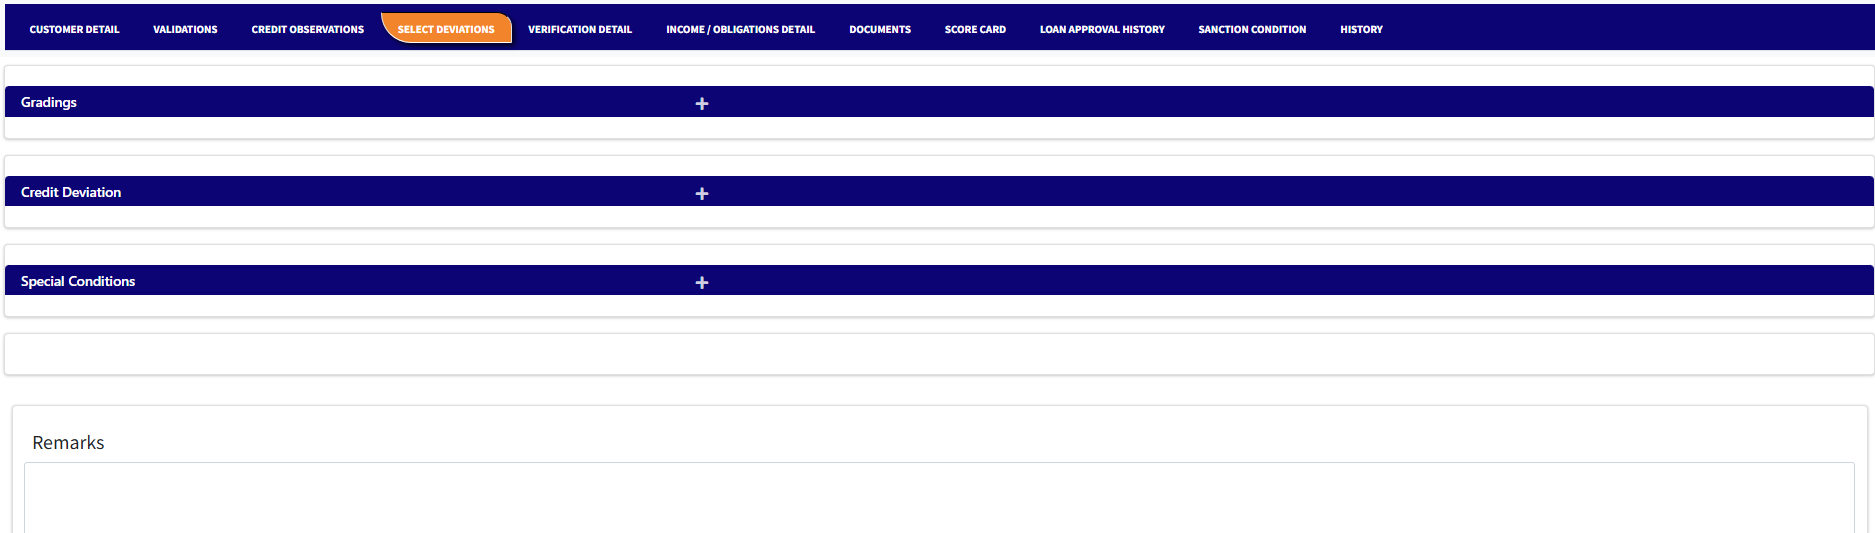 CUSTOMER DETAIL VALIDATIONS CREDIT OBSERVATIONS SELECT DEVIATIONS VERIFICATION DETAIL INCOME / OBLIGATIONS DETAIL DOCUMENTS SCORE CARD LOAN APPROVAL HISTORY SANCTION CONDITION HISTORY
Gradings +
Credit Deviation +
Special Conditions +
Remarks